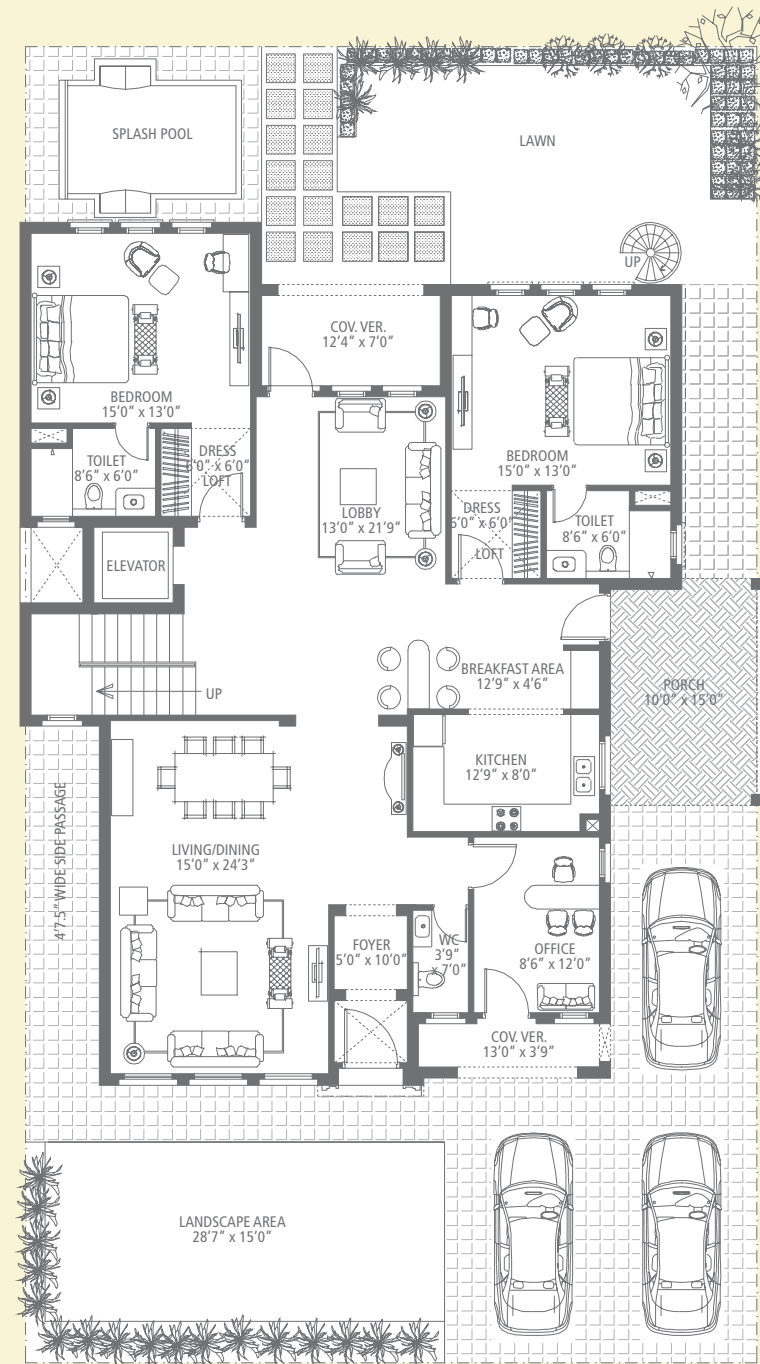 SPLASH POOL
LAWN
UP
COV. VER.
12'4" x 7'0"
BEDROOM
15'0" x 13'0"
TOILET
8'6" x 6'0"
DRESS
6'0" x 6'0"
LOFT
BEDROOM
15'0" x 13'0"
LOBBY
13'0" x 21'9"
DRESS
6'0" x 6'0"
LOFT
TOILET
8'6" x 6'0"
ELEVATOR
UP
BREAKFAST AREA
12'9" x 4'6"
PORCH
10'0" x 15'0"
KITCHEN
12'9" x 8'0"
4'7.5" WIDE SIDE PASSAGE
LIVING/DINING
15'0" x 24'3"
FOYER
5'0" x 10'0"
WC
3'9"
x 7'0"
OFFICE
8'6" x 12'0"
COV. VER.
13'0" x 3'9"
LANDSCAPE AREA
28'7" x 15'0"